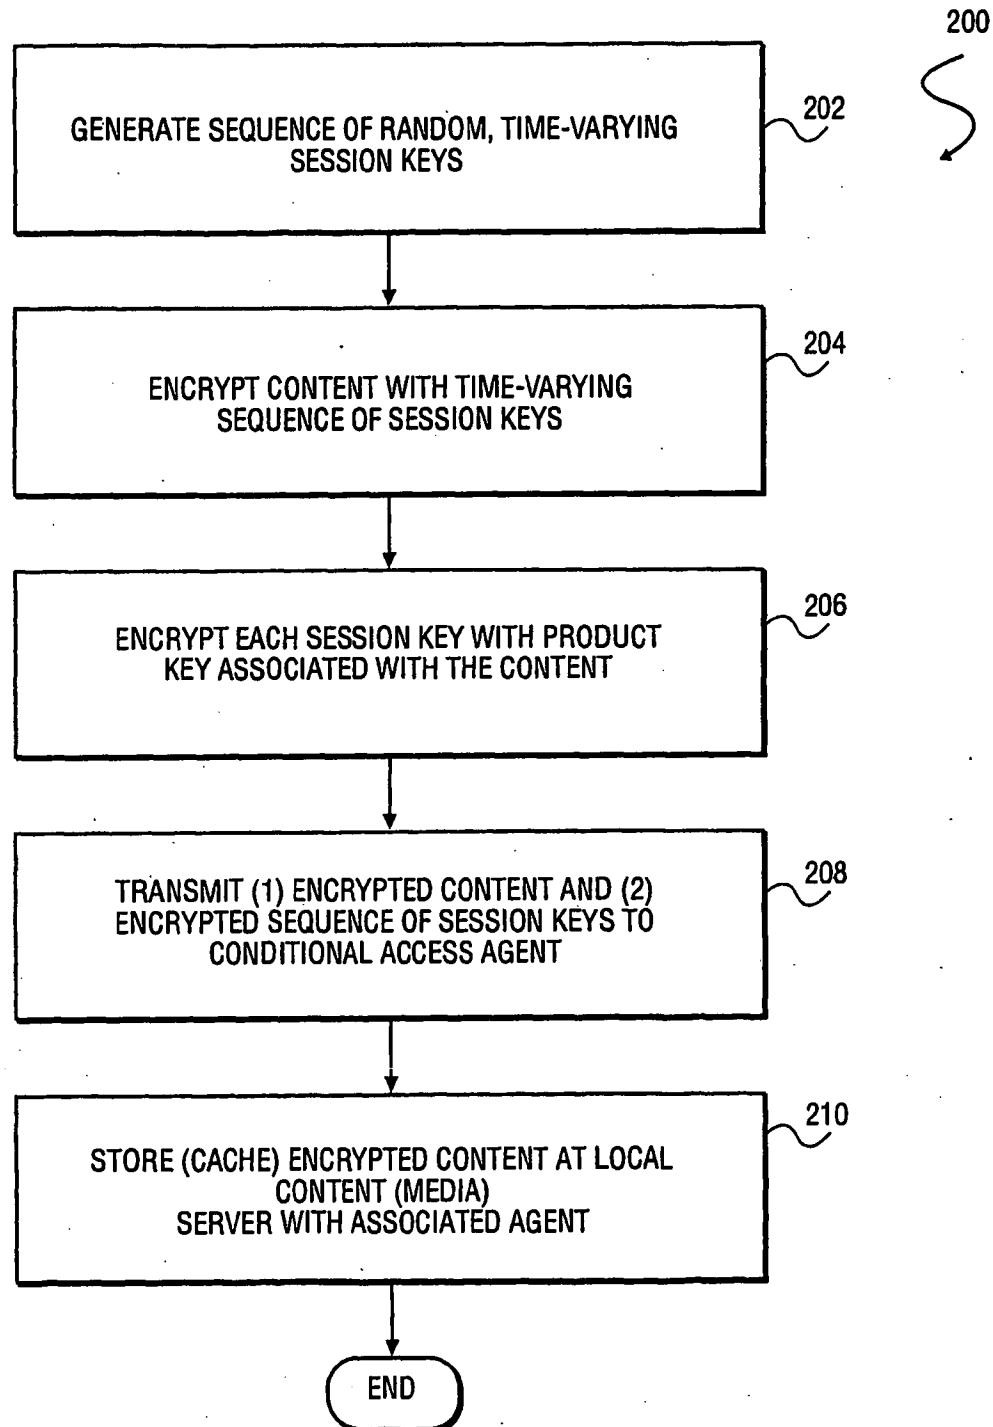 200
GENERATE SEQUENCE OF RANDOM, TIME-VARYING
SESSION KEYS
202
ENCRYPT CONTENT WITH TIME-VARYING
SEQUENCE OF SESSION KEYS
204
ENCRYPT EACH SESSION KEY WITH PRODUCT
KEY ASSOCIATED WITH THE CONTENT
206
TRANSMIT (1) ENCRYPTED CONTENT AND (2)
ENCRYPTED SEQUENCE OF SESSION KEYS TO
CONDITIONAL ACCESS AGENT
208
STORE (CACHE) ENCRYPTED CONTENT AT LOCAL
CONTENT (MEDIA)
SERVER WITH ASSOCIATED AGENT
210
END